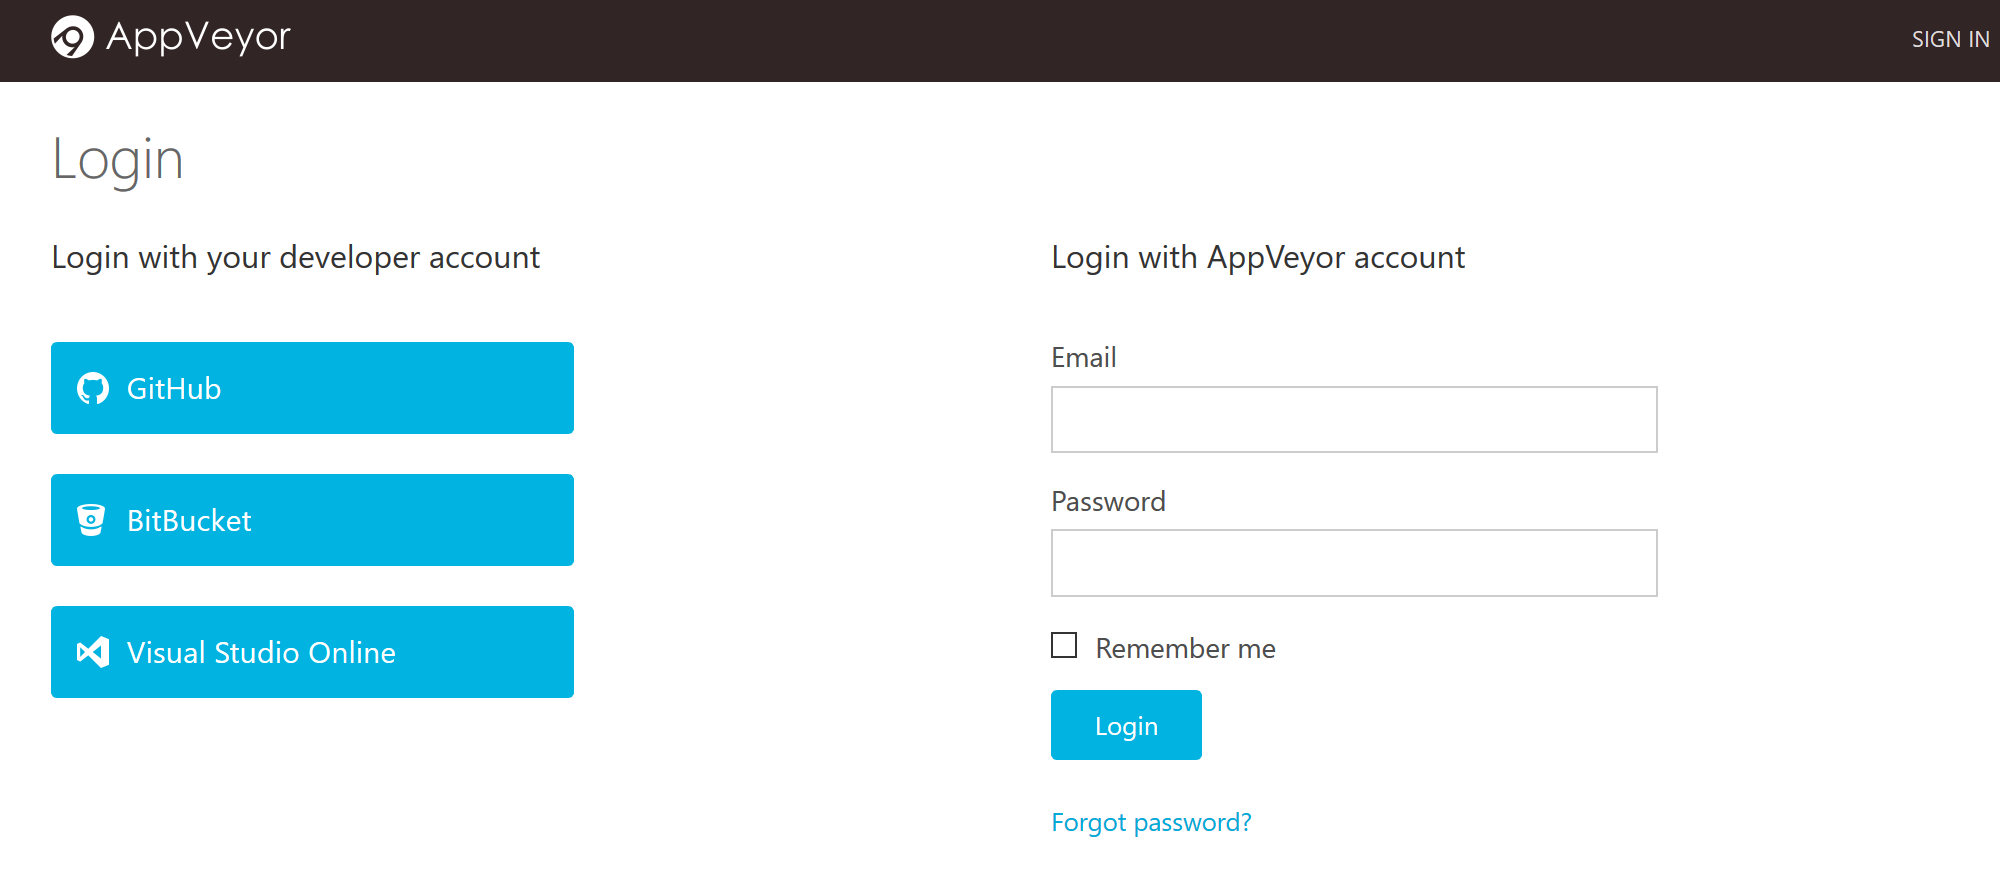 AppVeyor
SIGN IN
Login
Login with your developer account
GitHub
BitBucket
Visual Studio Online
Login with AppVeyor account
Email
Password
Remember me
Login
Forgot password?